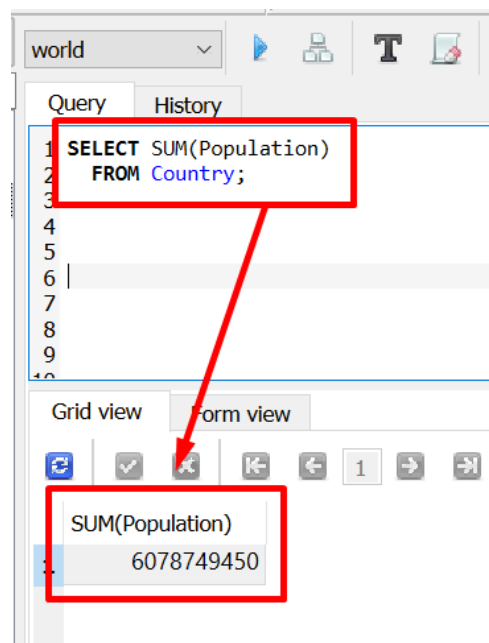 world
T
Query History
1 SELECT SUM(Population)
2 FROM Country;
3
4
5
6
7
8
9
10
Grid view Form view
1
SUM(Population)
1 6078749450